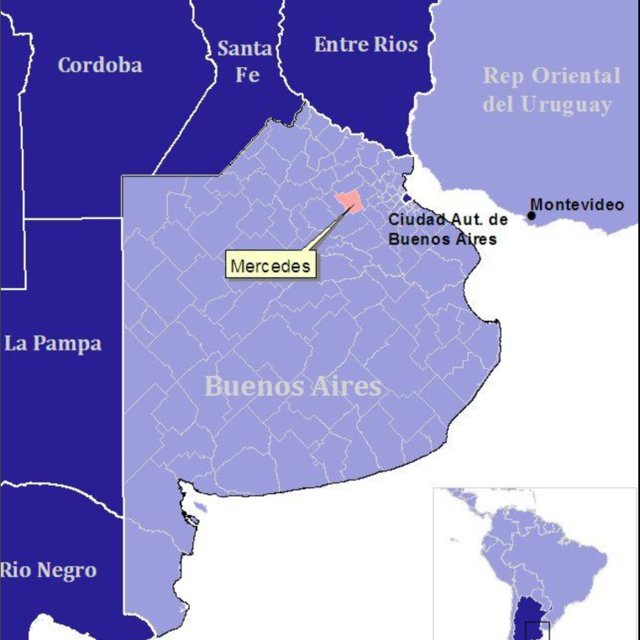 Cordoba
Santa
Fe
Entre Rios
Rep Oriental
del Uruguay
Montevideo
Ciudad Aut. de
Buenos Aires
Mercedes
La Pampa
Buenos Aires
Rio Negro